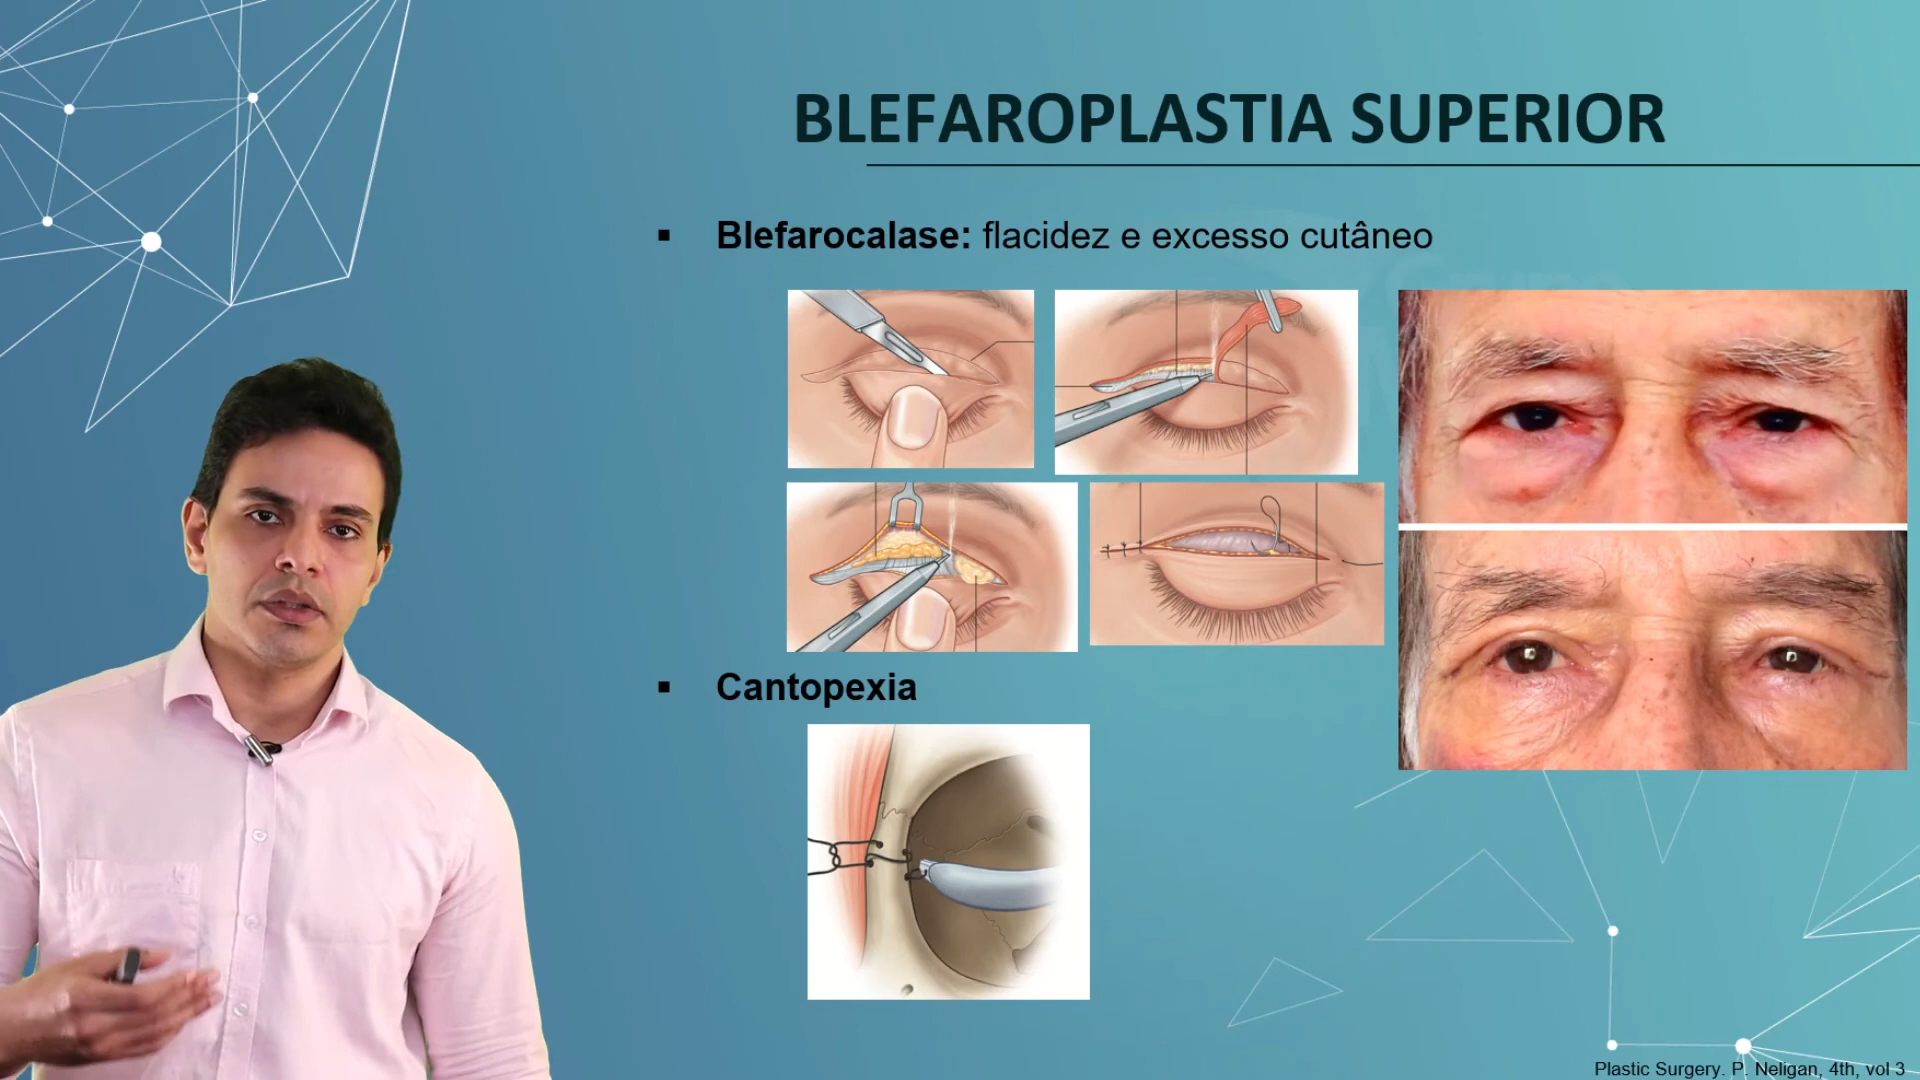 BLEFAROPLASTIA SUPERIOR
▪ Blefarocalase: flacidez e excesso cutâneo
▪ Cantopexia
Plastic Surgery. P. Neligan, 4th, vol 3